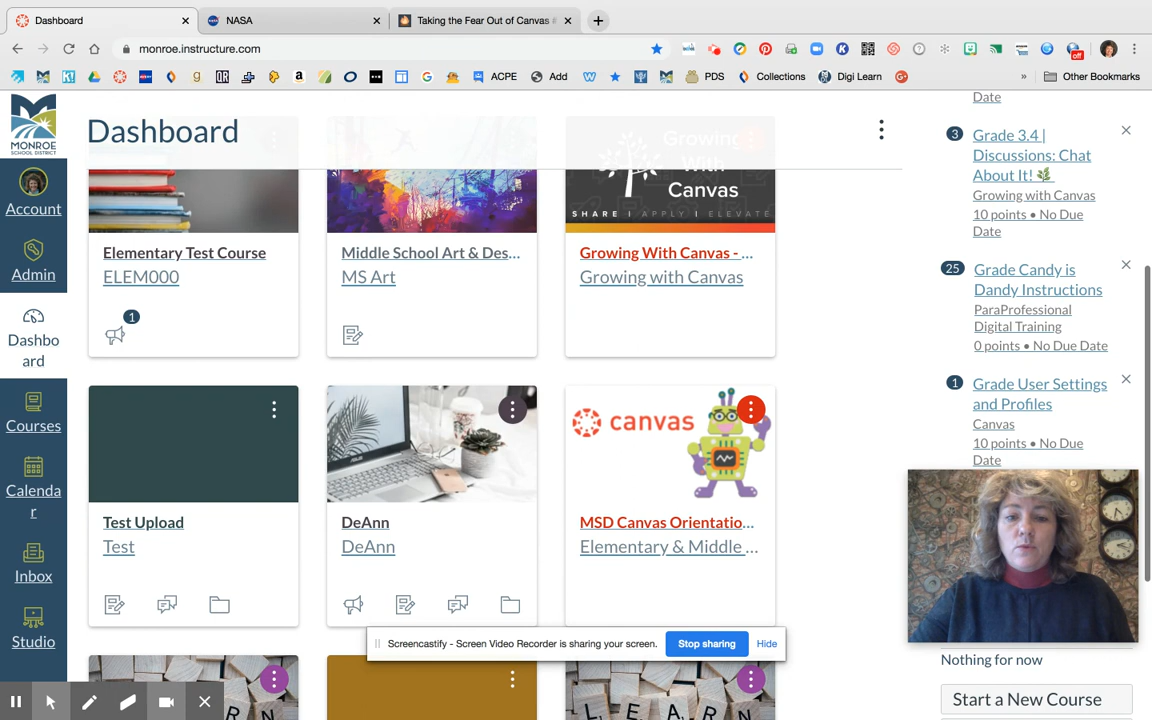 Dashboard
NASA
Taking the Fear Out of Canvas
monroe.instructure.com
off
ACPE
Add
PDS
Collections
Digi Learn
»
Other Bookmarks
MONROE
SCHOOL DISTRICT
Account
Admin
Dashbo
ard
Courses
Calenda
r
Inbox
Studio
Dashboard
Growing
With
Canvas
SHARE | APPLY | ELEVATE
Elementary Test Course
ELEM000
1
Middle School Art & Des...
MS Art
Growing With Canvas - ...
Growing with Canvas
Test Upload
Test
DeAnn
DeAnn
canvas
MSD Canvas Orientatio...
Elementary & Middle ...
L E A R N
Date
3
Grade 3.4 |
Discussions: Chat
About It!
Growing with Canvas
10 points • No Due
Date
25
Grade Candy is
Dandy Instructions
ParaProfessional
Digital Training
0 points • No Due Date
1
Grade User Settings
and Profiles
Canvas
10 points • No Due
Date
Nothing for now
Start a New Course
Screencastify - Screen Video Recorder is sharing your screen.
Stop sharing
Hide